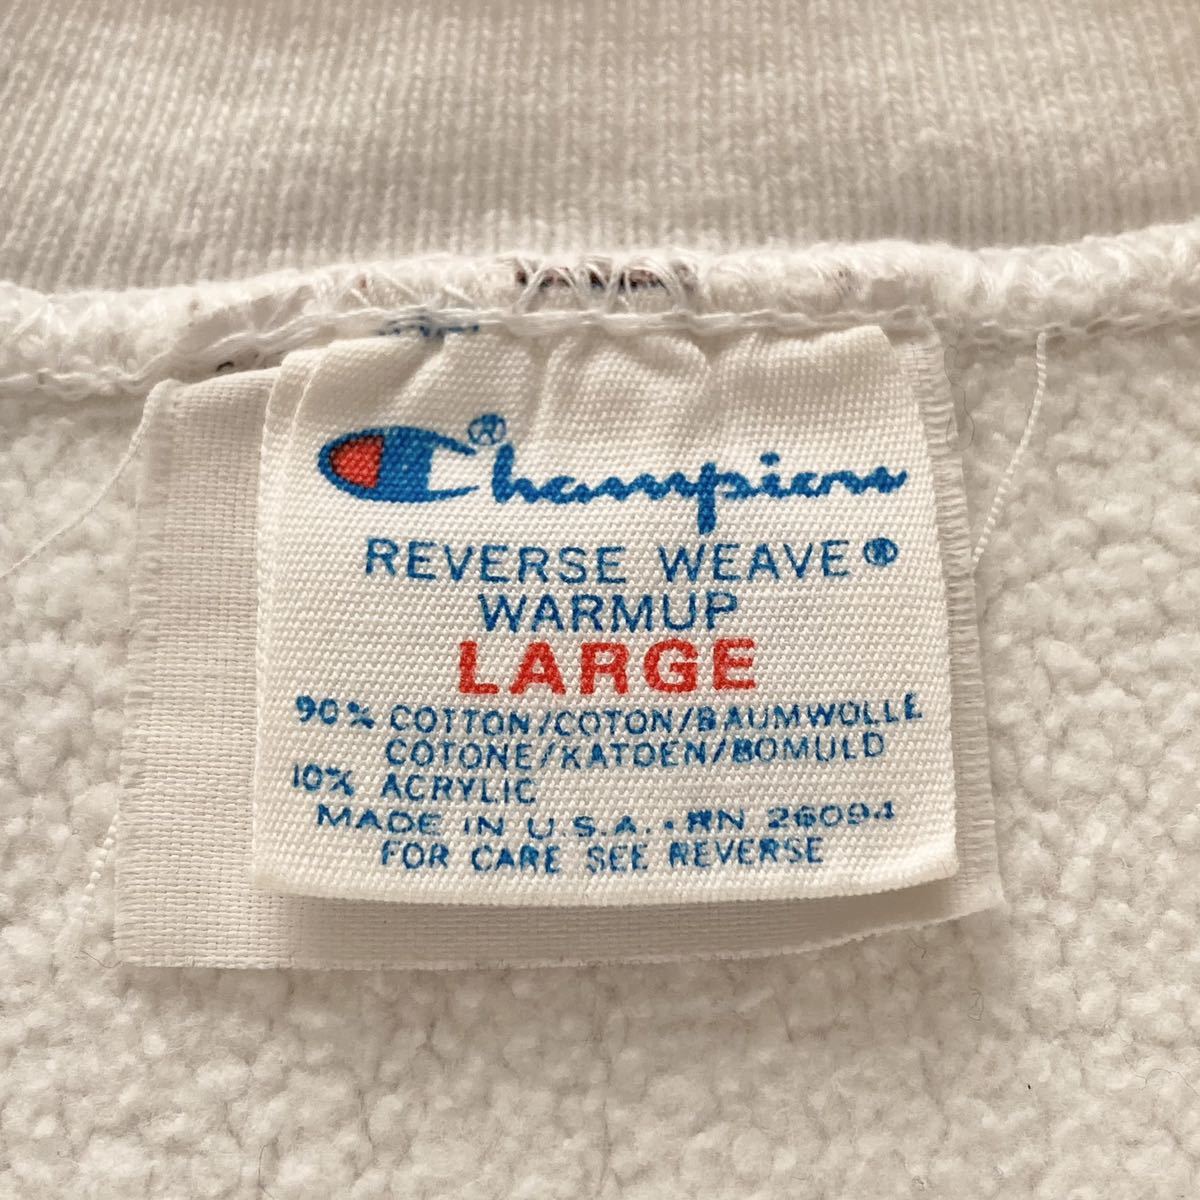 Champion®
REVERSE WEAVE®
WARMUP
LARGE
90% COTTON/COTON/BAUMWOLLE
COTONE/KATOEN/BOMULD
10% ACRYLIC
MADE IN U.S.A. · RN 26094
FOR CARE SEE REVERSE